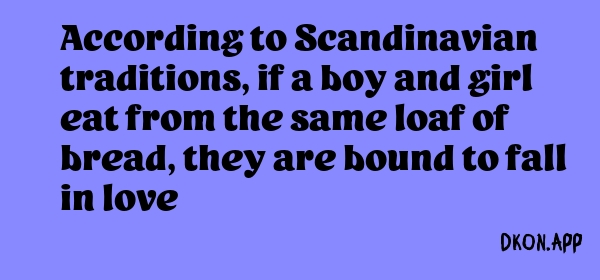 According to Scandinavian
traditions, if a boy and girl
eat from the same loaf of
bread, they are bound to fall
in love
DKON.APP